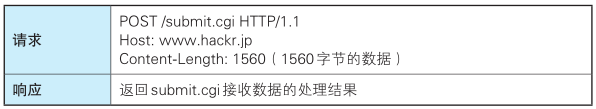 请求
POST /submit.cgi HTTP/1.1
Host: www.hackr.jp
Content-Length: 1560（1560字节的数据）
响应
返回submit.cgi接收数据的处理结果